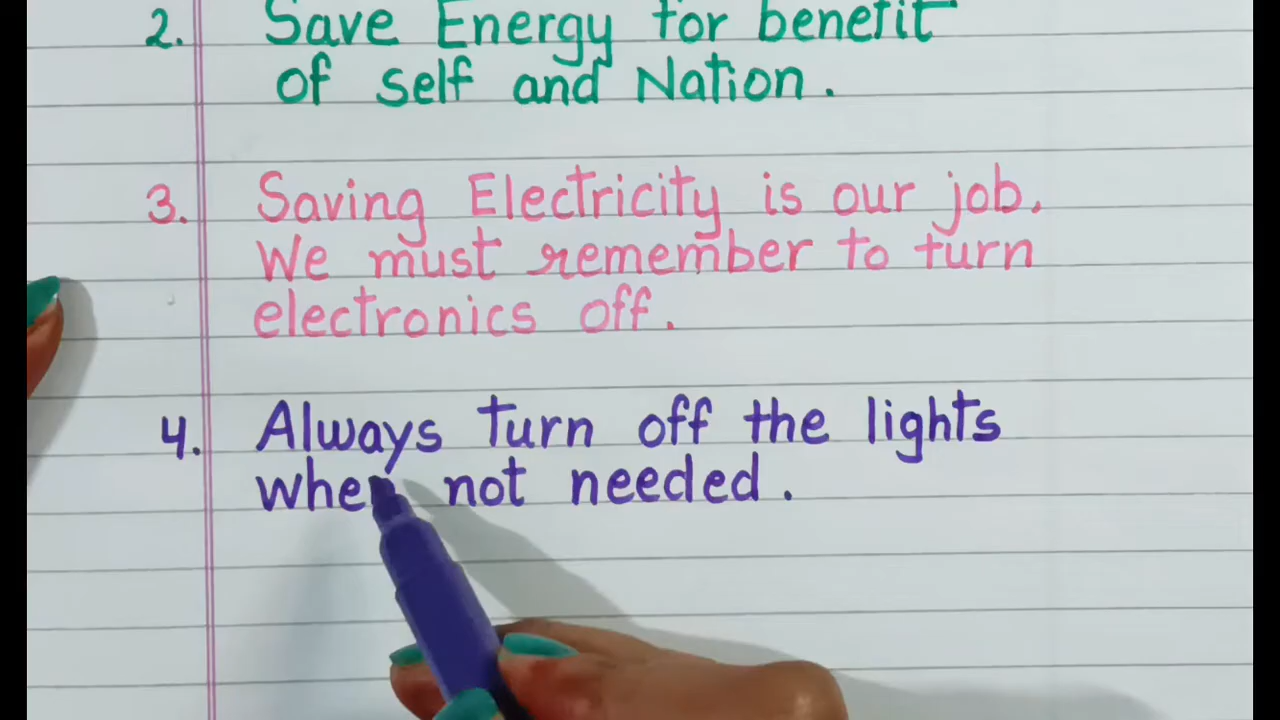 2. Save Energy for benefit
of self and Nation.
3. Saving Electricity is our job.
We must remember to turn
electronics off.
4. Always turn off the lights
when not needed.